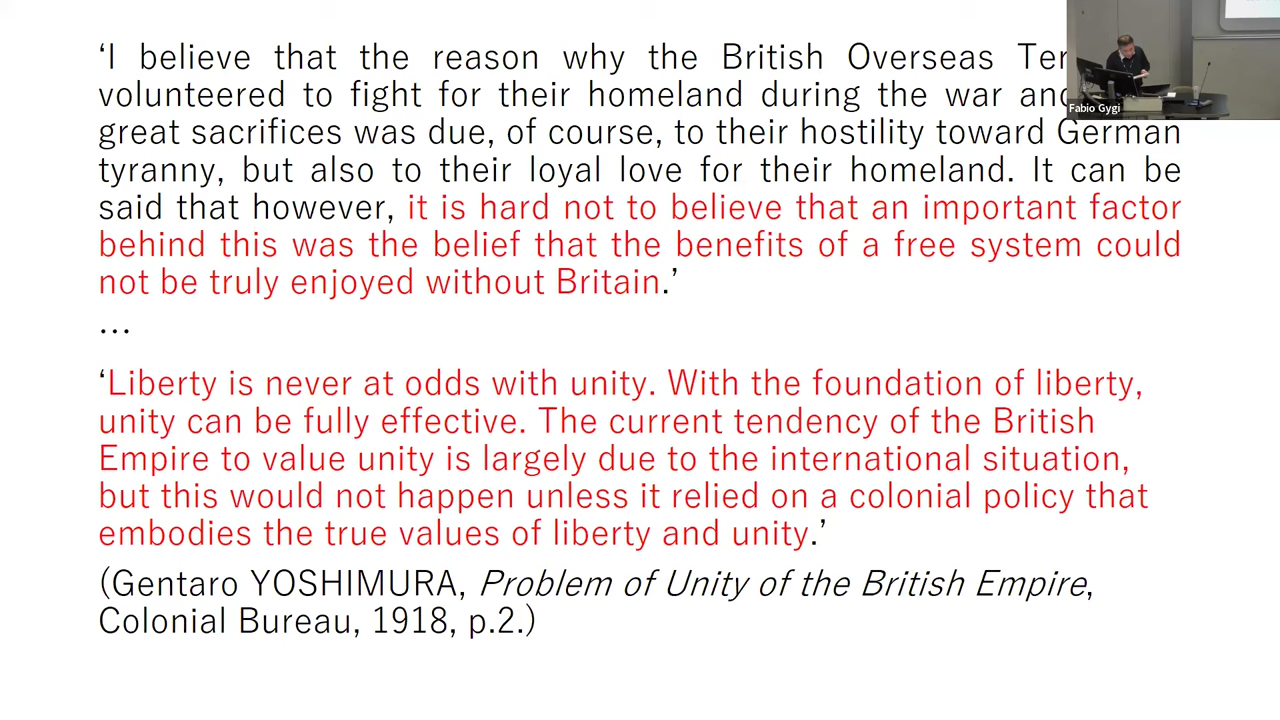 ‘I believe that the reason why the British Overseas
volunteered to fight for their homeland during the war
great sacrifices was due, of course, to their hostility toward German
tyranny, but also to their loyal love for their homeland. It can be
said that however, it is hard not to believe that an important factor
behind this was the belief that the benefits of a free system could
not be truly enjoyed without Britain.’
…
‘Liberty is never at odds with unity. With the foundation of liberty,
unity can be fully effective. The current tendency of the British
Empire to value unity is largely due to the international situation,
but this would not happen unless it relied on a colonial policy that
embodies the true values of liberty and unity.’
(Gentaro YOSHIMURA, Problem of Unity of the British Empire,
Colonial Bureau, 1918, p.2.)
Fabio Gygi